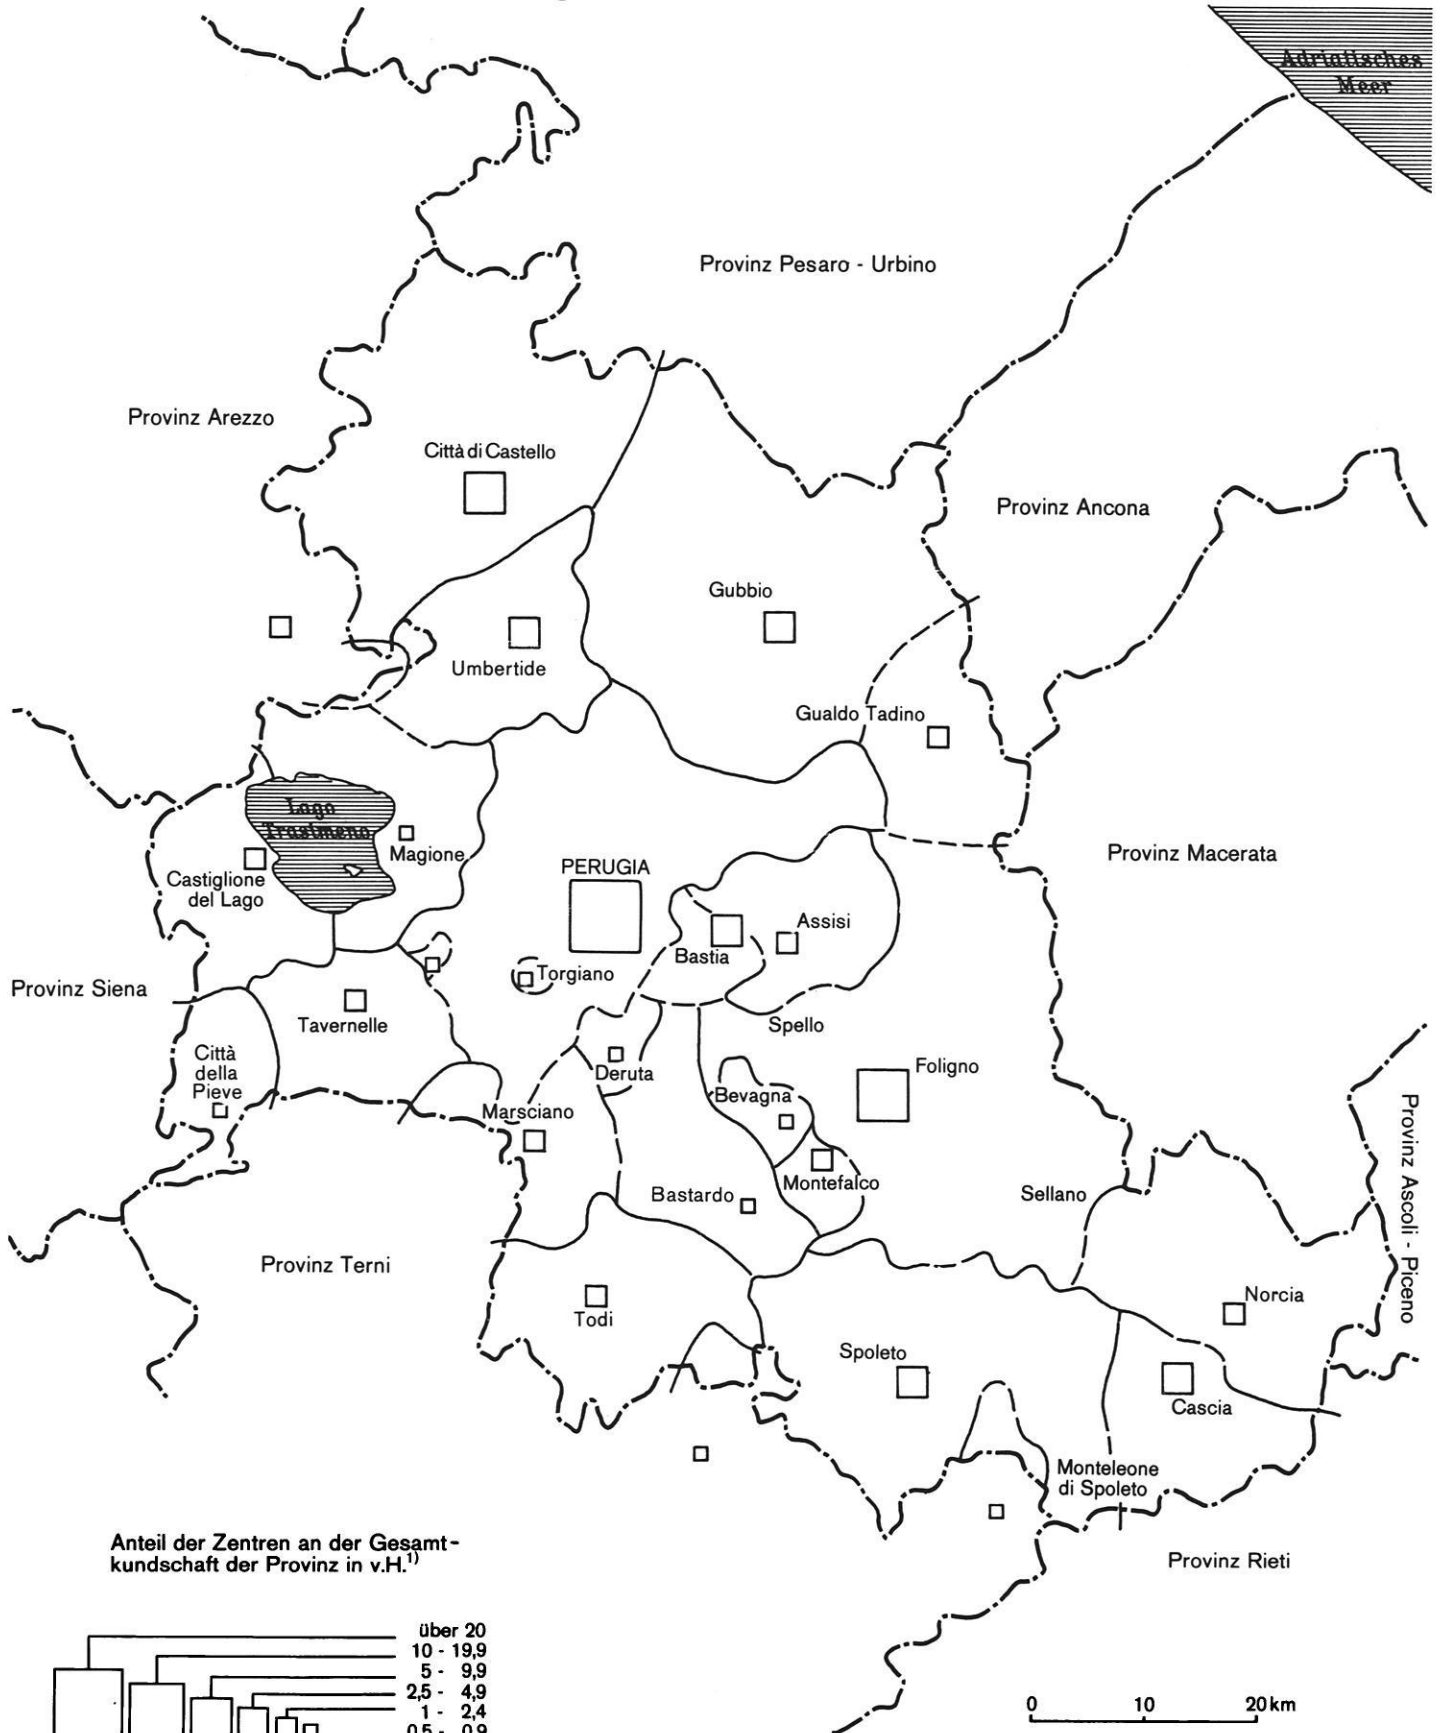 Adriatisches
Meer
Provinz Pesaro - Urbino
Provinz Arezzo
Città di Castello
Provinz Ancona
Gubbio
Umbertide
Gualdo Tadino
Lago
Trasimeno
Magione
Provinz Macerata
PERUGIA
Castiglione
del Lago
Assisi
Bastia
Torgiano
Provinz Siena
Tavernelle
Spello
Città
della
Pieve
Deruta
Foligno
Bevagna
Marsciano
Provinz Ascoli - Piceno
Montefalco
Bastardo
Sellano
Provinz Terni
Norcia
Todi
Spoleto
Cascia
Monteleone
di Spoleto
Anteil der Zentren an der Gesamt-
kundschaft der Provinz in v.H.1)
Provinz Rieti
über 20
10 - 19,9
5 - 9,9
2,5 - 4,9
1 - 2,4
0,5 - 0,9
0 10 20 km